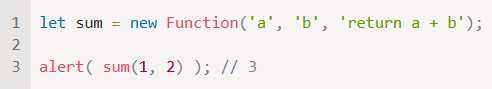 1 let sum = new Function('a', 'b', 'return a + b');
2
3 alert( sum(1, 2) ); // 3